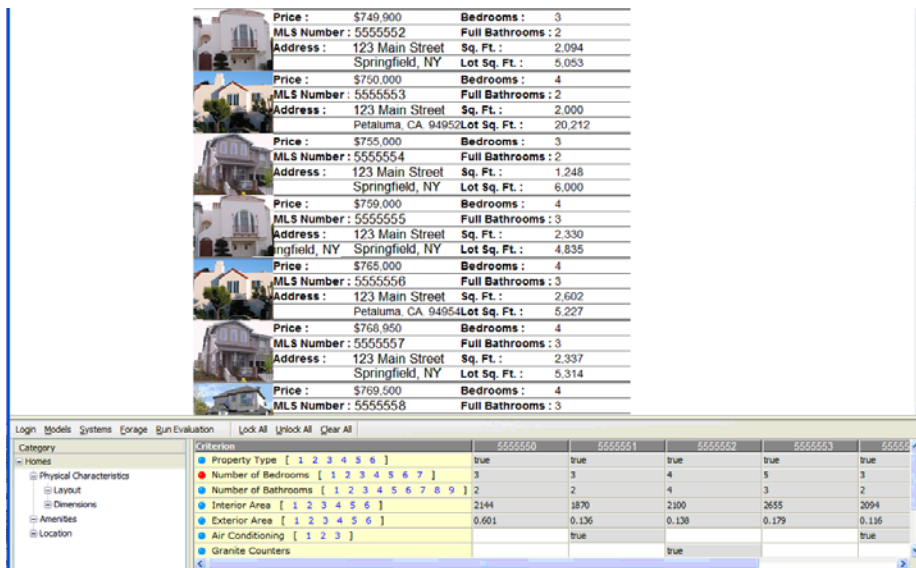 Price : $749,900 Bedrooms : 3
MLS Number : 5555552 Full Bathrooms : 2
Address : 123 Main Street Sq. Ft. : 2,094
Springfield, NY Lot Sq. Ft. : 5,053
Price : $750,000 Bedrooms : 4
MLS Number : 5555553 Full Bathrooms : 2
Address : 123 Main Street Sq. Ft. : 2,000
Petaluma, CA. 94952 Lot Sq. Ft. : 20,212
Price : $755,000 Bedrooms : 3
MLS Number : 5555554 Full Bathrooms : 2
Address : 123 Main Street Sq. Ft. : 1,248
Springfield, NY Lot Sq. Ft. : 6,000
Price : $759,000 Bedrooms : 4
MLS Number : 5555555 Full Bathrooms : 3
Address : 123 Main Street Sq. Ft. : 2,330
ingfield, NY Springfield, NY Lot Sq. Ft. : 4,835
Price : $765,000 Bedrooms : 4
MLS Number : 5555556 Full Bathrooms : 3
Address : 123 Main Street Sq. Ft. : 2,602
Petaluma, CA. 94954 Lot Sq. Ft. : 5,227
Price : $768,950 Bedrooms : 4
MLS Number : 5555557 Full Bathrooms : 3
Address : 123 Main Street Sq. Ft. : 2,337
Springfield, NY Lot Sq. Ft. : 5,314
Price : $769,500 Bedrooms : 4
MLS Number : 5555558 Full Bathrooms : 3
Login Models Systems Forage Run Evaluation Lock All Unlock All Clear All
Category
Homes
Physical Characteristics
Layout
Dimensions
Amenities
Location
Criterion 5555550 5555551 5555552 5555553 55555
Property Type [ 1 2 3 4 5 6 ] true true true true true
Number of Bedrooms [ 1 2 3 4 5 6 7 ] 3 3 4 5 3
Number of Bathrooms [ 1 2 3 4 5 6 7 8 9 ] 2 2 4 3 2
Interior Area [ 1 2 3 4 5 6 ] 2144 1870 2100 2655 2094
Exterior Area [ 1 2 3 4 5 6 ] 0.601 0.136 0.138 0.179 0.116
Air Conditioning [ 1 2 3 ] true true
Granite Counters true